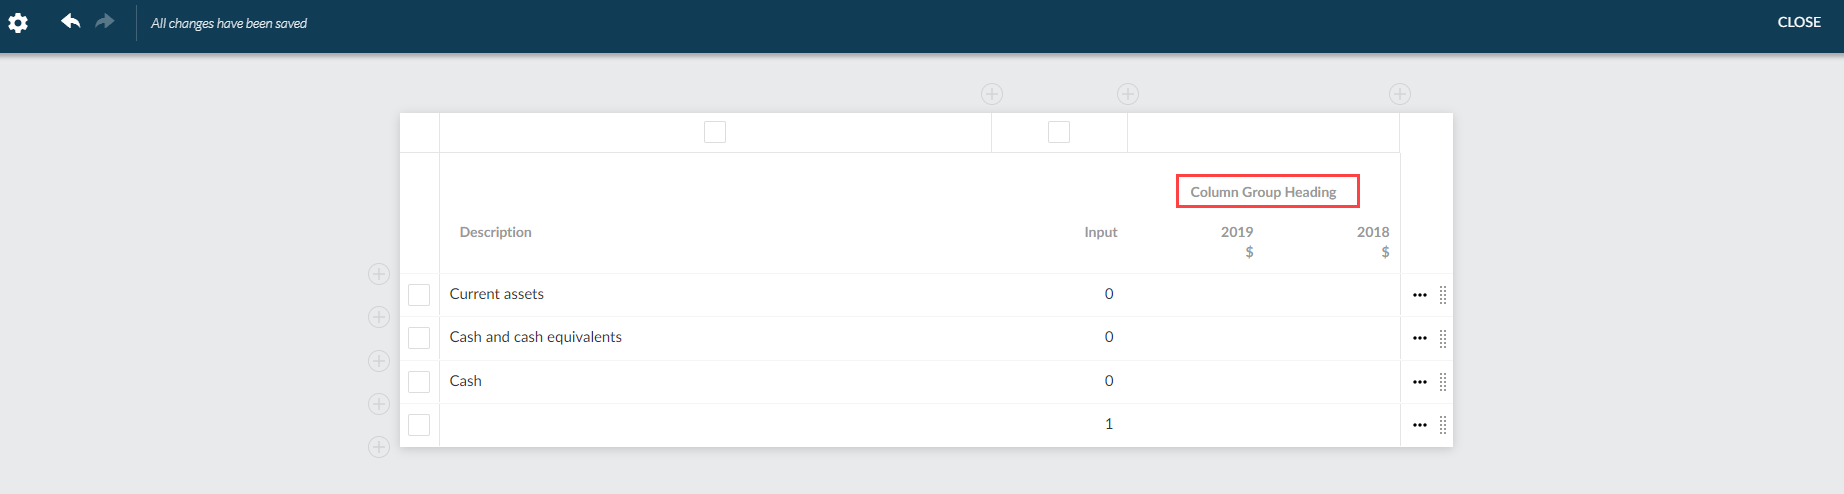 All changes have been saved
CLOSE
Column Group Heading
Description Input 2019 2018
$ $
Current assets 0
Cash and cash equivalents 0
Cash 0
1